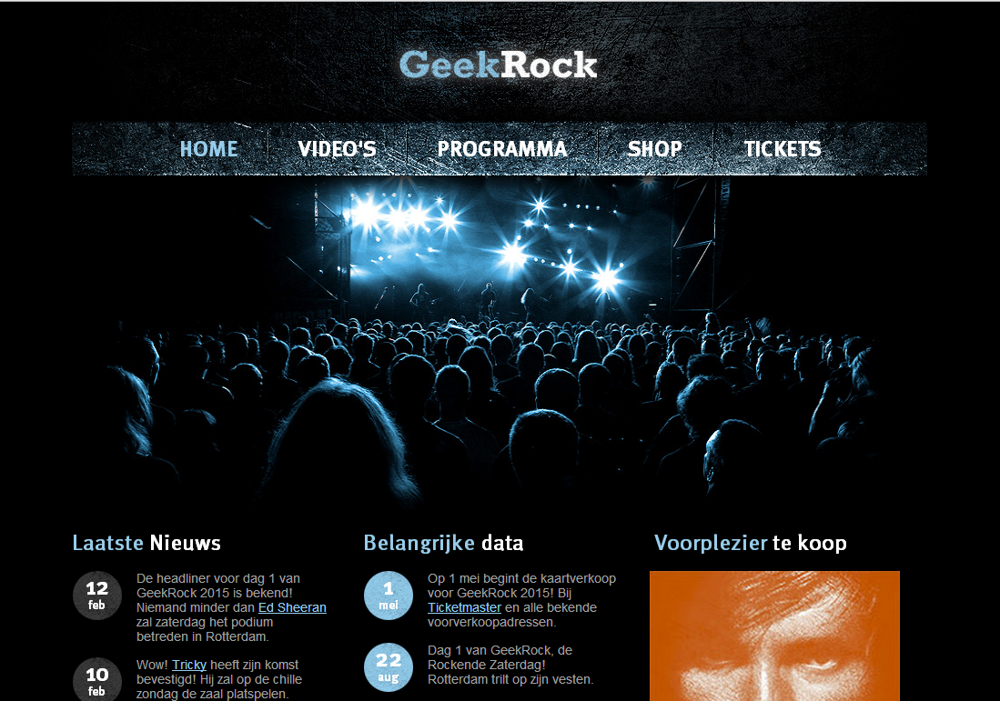 GeekRock
HOME VIDEO'S PROGRAMMA SHOP TICKETS
Laatste Nieuws
12
feb
De headliner voor dag 1 van
GeekRock 2015 is bekend!
Niemand minder dan Ed Sheeran
zal zaterdag het podium
betreden in Rotterdam.
10
feb
Wow! Tricky heeft zijn komst
bevestigd! Hij zal op de chille
zondag de zaal platspelen.
Belangrijke data
1
mei
Op 1 mei begint de kaartverkoop
voor GeekRock 2015! Bij
Ticketmaster en alle bekende
voorverkoopadressen.
22
aug
Dag 1 van GeekRock, de
Rockende Zaterdag!
Rotterdam trilt op zijn vesten.
Voorplezier te koop